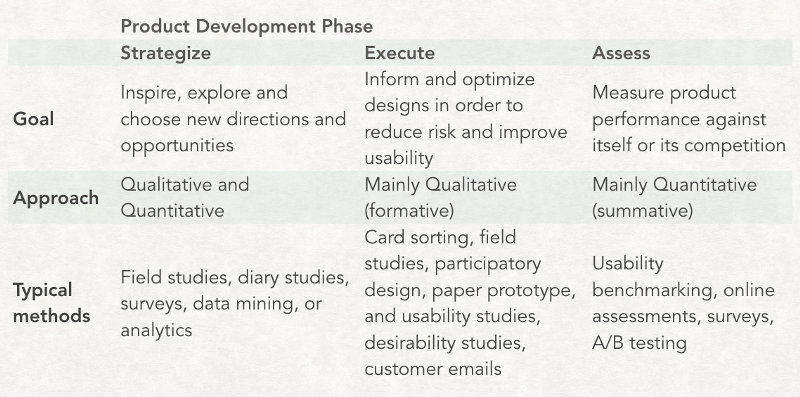 Product Development Phase
Strategize Execute Assess
Goal
Inspire, explore and
choose new directions and
opportunities
Inform and optimize
designs in order to
reduce risk and improve
usability
Measure product
performance against
itself or its competition
Approach
Qualitative and
Quantitative
Mainly Qualitative
(formative)
Mainly Quantitative
(summative)
Typical
methods
Field studies, diary studies,
surveys, data mining, or
analytics
Card sorting, field
studies, participatory
design, paper prototype,
and usability studies,
desirability studies,
customer emails
Usability
benchmarking, online
assessments, surveys,
A/B testing